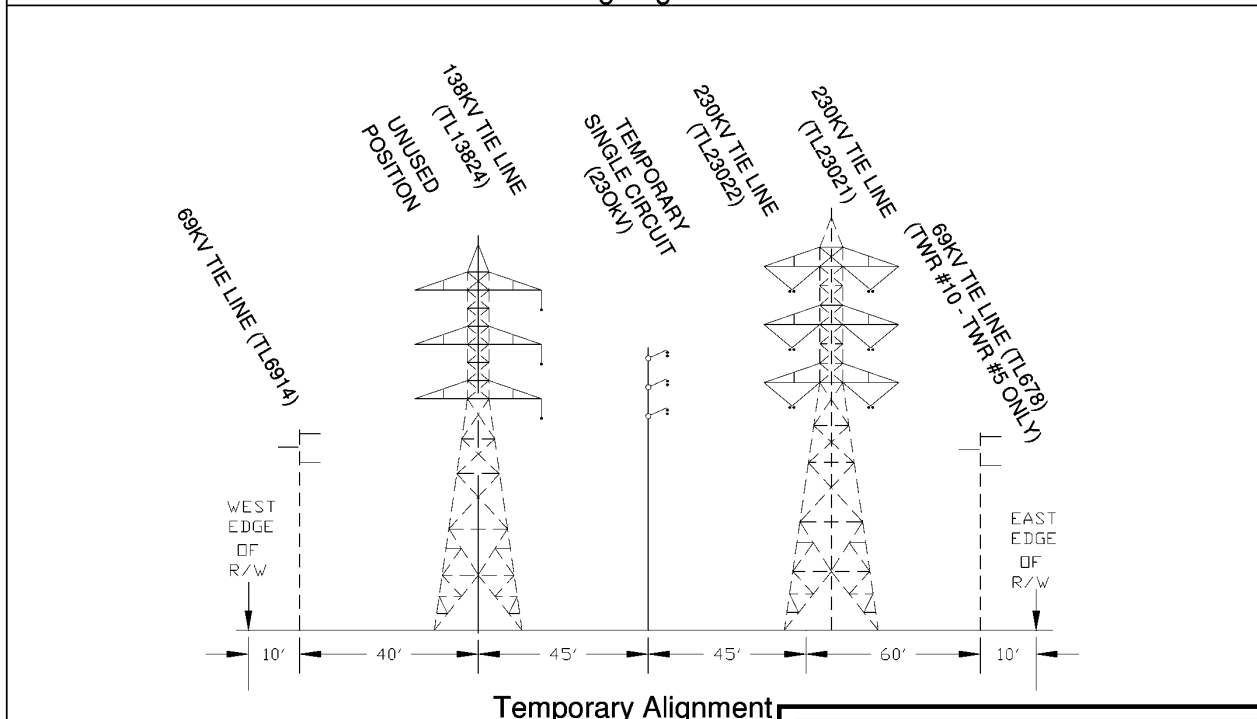 69KV TIE LINE (TL6914)
UNUSED
POSITION
138KV TIE LINE
(TL13824)
TEMPORARY
SINGLE CIRCUIT
(230kV)
230KV TIE LINE
(TL23022)
230KV TIE LINE
(TL23021)
69KV TIE LINE (TL678)
(TWR #10 - TWR #5 ONLY)
WEST
EDGE
OF
R/W
EAST
EDGE
OF
R/W
10' 40' 45' 45' 60' 10'
Temporary Alignment